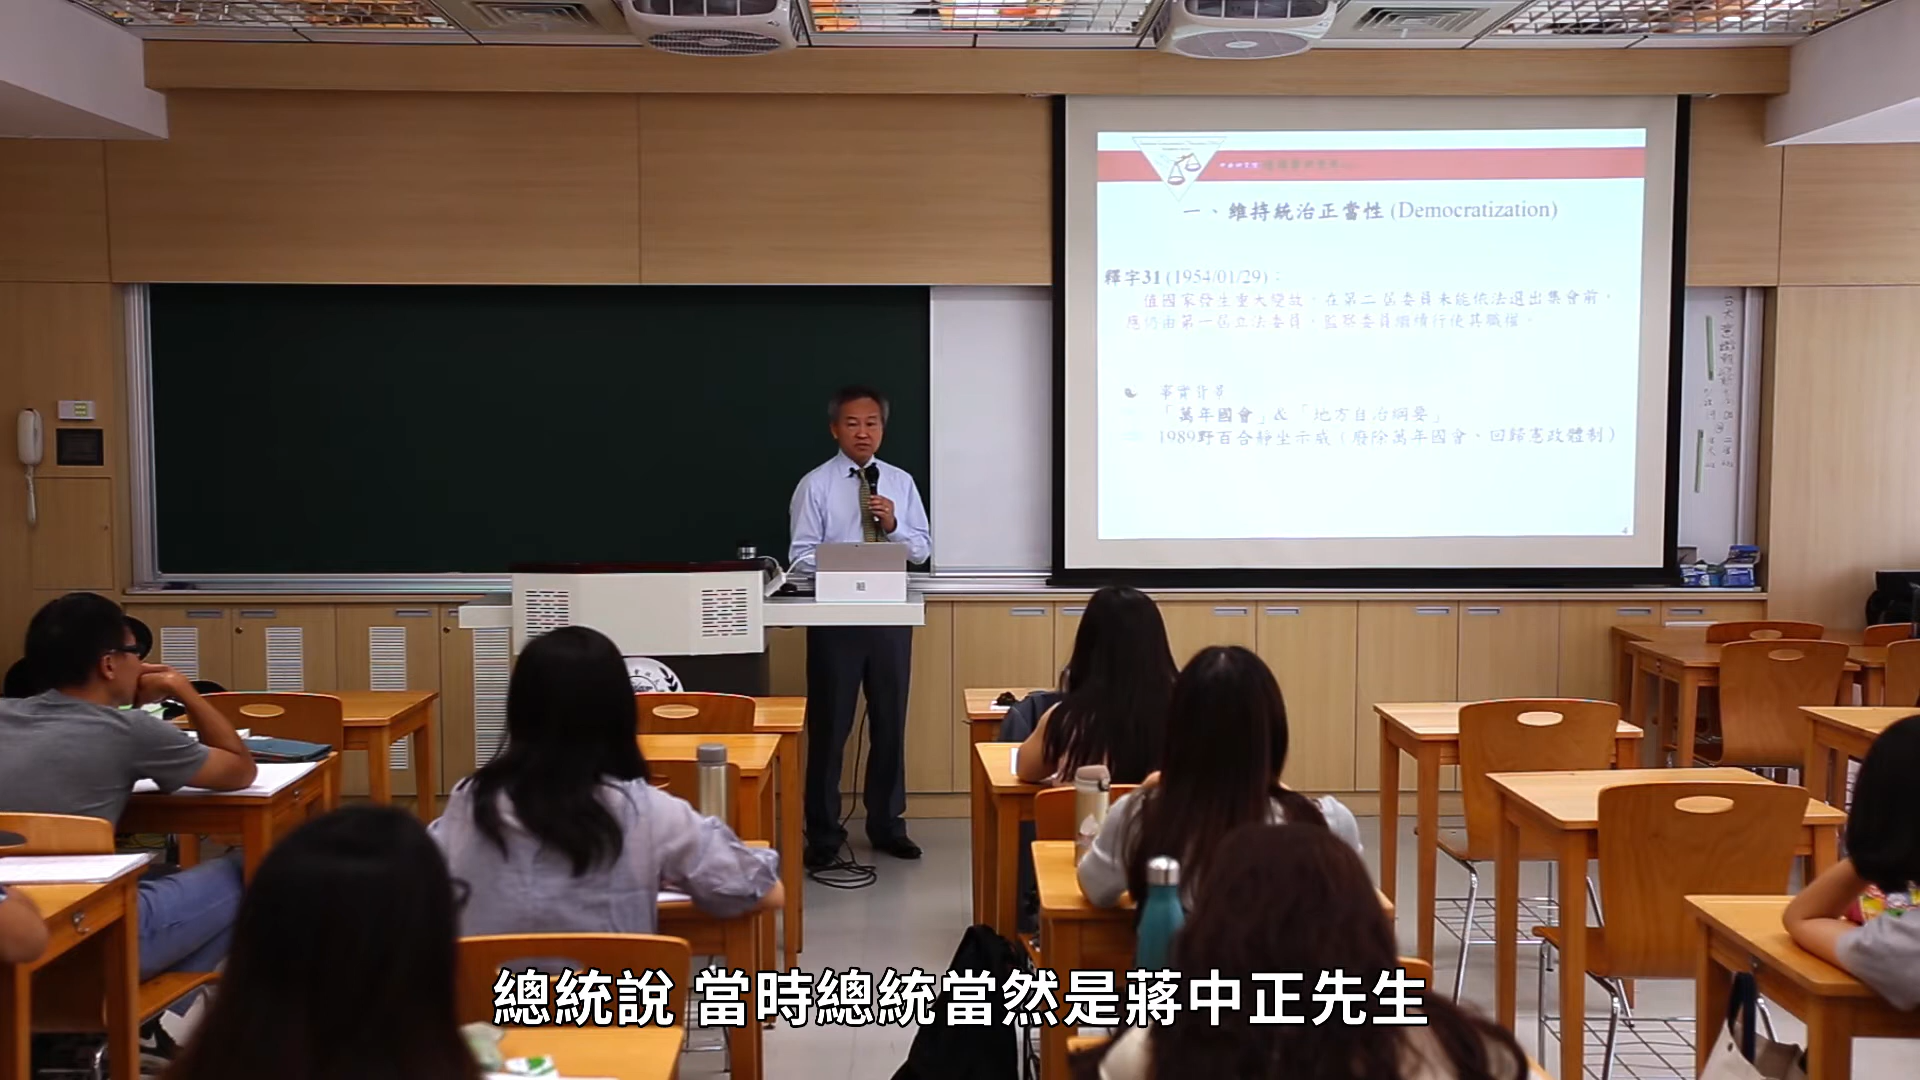 一、維持統治正當性 (Democratization)
釋字31 (1954/01/29)：
值國家發生重大變故，在第二屆委員未能依法選出集會前，
應仍由第一屆立法委員、監察委員繼續行使其職權。
事實背景
「萬年國會」&「地方自治綱要」
1989野百合靜坐示威（廢除萬年國會、回歸憲政體制）
4
總統說 當時總統當然是蔣中正先生